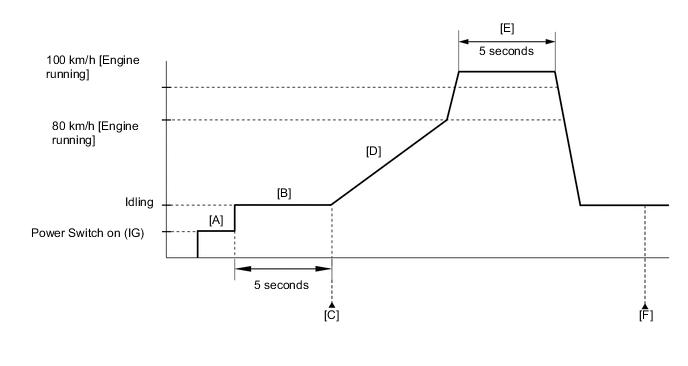 [E]
5 seconds
100 km/h [Engine
running]
80 km/h [Engine
running]
[D]
[B]
Idling
[A]
Power Switch on (IG)
5 seconds
[C]
[F]